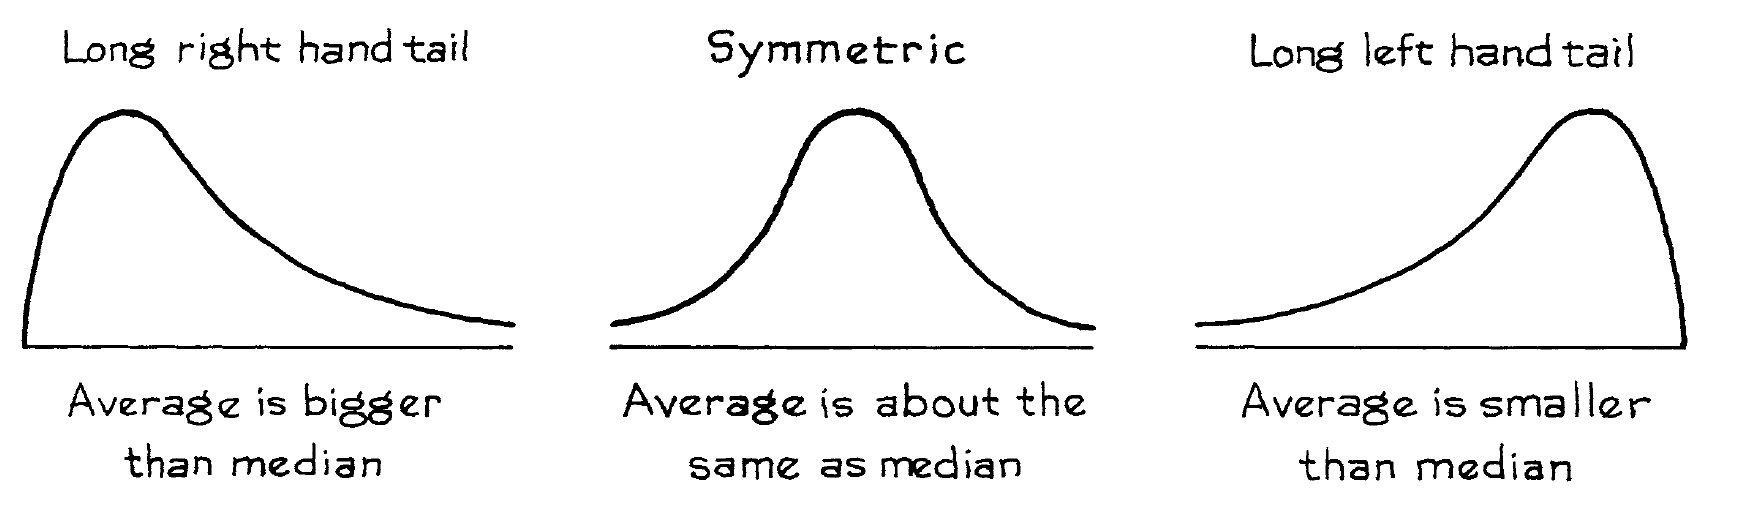 Long right hand tail
Average is bigger
than median
Symmetric
Average is about the
same as median
Long left hand tail
Average is smaller
than median